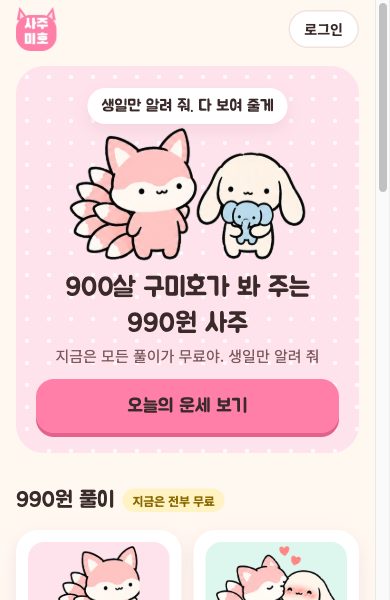 사주
미호
로그인
생일만 알려 줘. 다 보여 줄게
900살 구미호가 봐 주는
990원 사주
지금은 모든 풀이가 무료야. 생일만 알려 줘
오늘의 운세 보기
990원 풀이
지금은 전부 무료